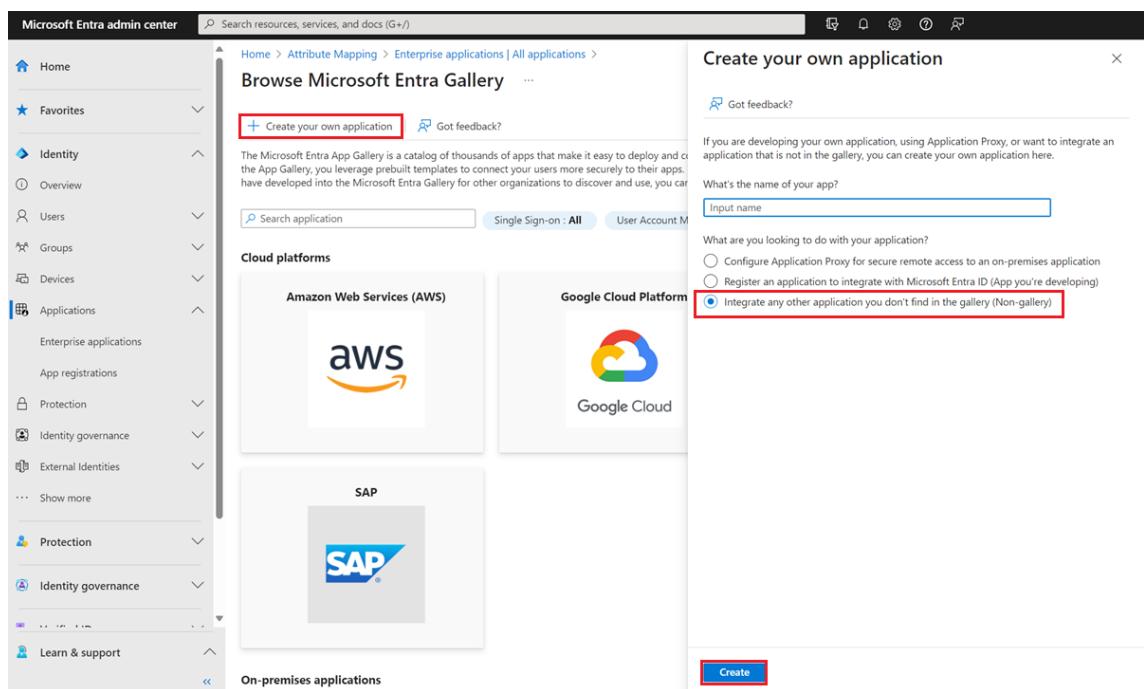 Microsoft Entra admin center
Search resources, services, and docs (G+/)
Home
Favorites
Identity
Overview
Users
Groups
Devices
Applications
Enterprise applications
App registrations
Protection
Identity governance
External Identities
Show more
Protection
Identity governance
Learn & support
Home > Attribute Mapping > Enterprise applications | All applications >
Browse Microsoft Entra Gallery ...
+ Create your own application
Got feedback?
The Microsoft Entra App Gallery is a catalog of thousands of apps that make it easy to deploy and
the App Gallery, you leverage prebuilt templates to connect your users more securely to their apps.
have developed into the Microsoft Entra Gallery for other organizations to discover and use, you can
Search application
Single Sign-on : All
User Account M
Cloud platforms
Amazon Web Services (AWS)
aws
Google Cloud Platform
Google Cloud
SAP
SAP
On-premises applications
Create your own application
Got feedback?
If you are developing your own application, using Application Proxy, or want to integrate an
application that is not in the gallery, you can create your own application here.
What's the name of your app?
Input name
What are you looking to do with your application?
Configure Application Proxy for secure remote access to an on-premises application
Register an application to integrate with Microsoft Entra ID (App you're developing)
Integrate any other application you don't find in the gallery (Non-gallery)
Create